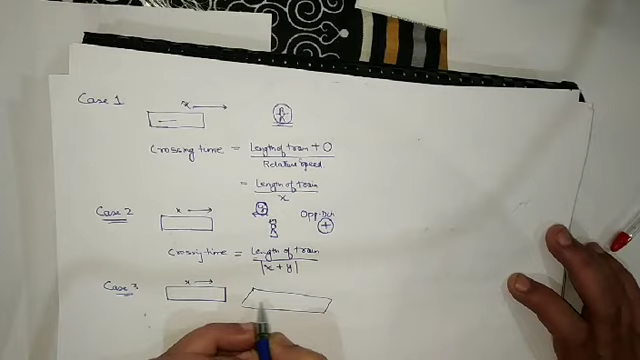 Case 1
x
Crossing time = Length of train + 0
Relative Speed
= Length of train
x
Case 2
x
y
Opp. Dch
+
Crossing time = Length of train
|x + y|
Case 3
x